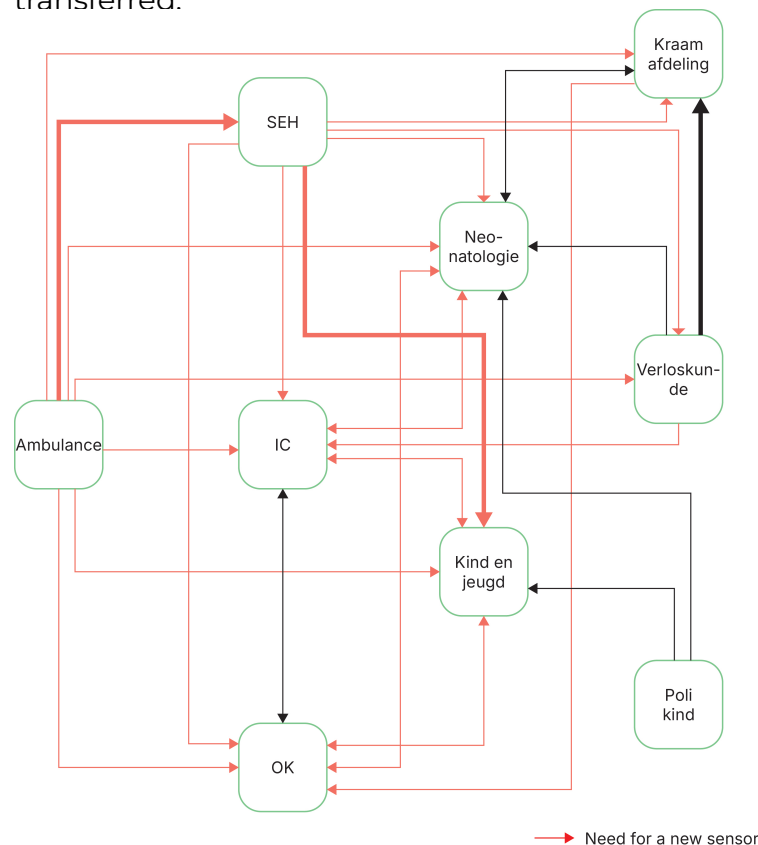 transferred.
Kraam
afdeling
SEH
Neo-
natologie
Verloskun-
de
Ambulance
IC
Kind en
jeugd
Poli
kind
OK
Need for a new sensor